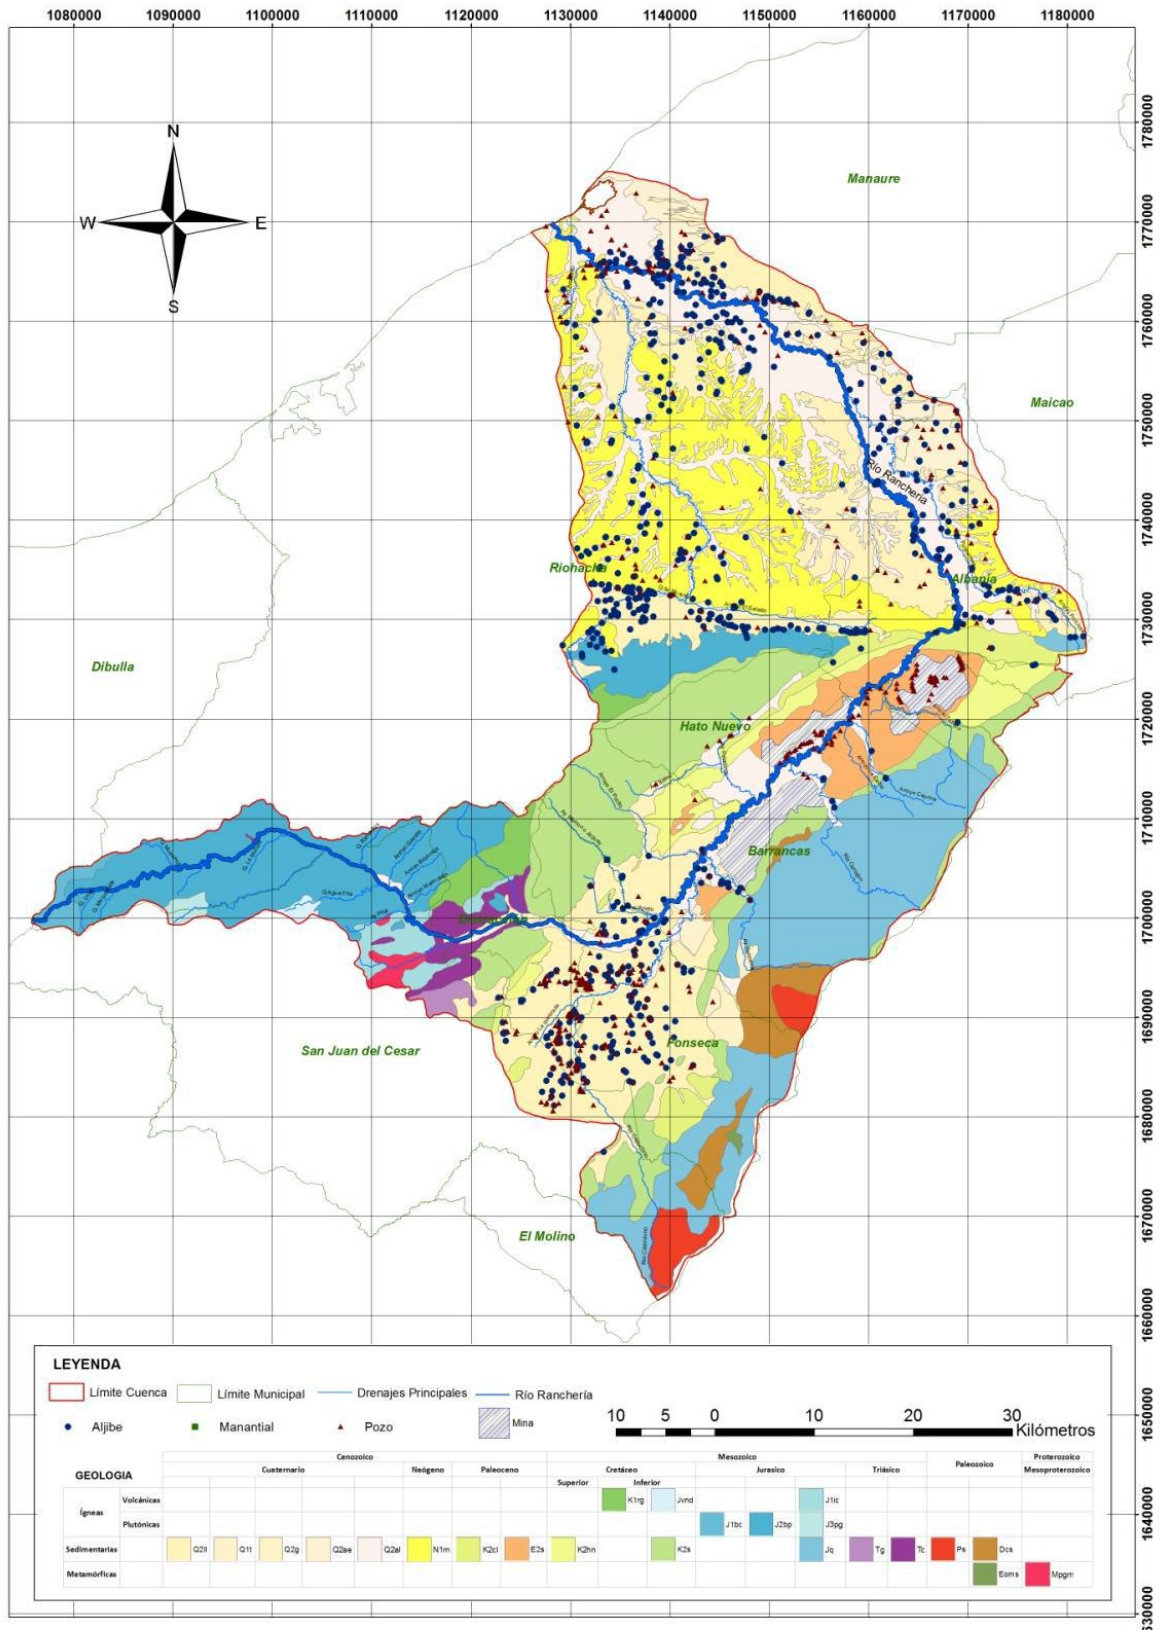 1080000 1090000 1100000 1110000 1120000 1130000 1140000 1150000 1160000 1170000 1180000
1780000
N
Manaure
1770000
W E
S
1760000
Maicao
1750000
Río Ranchería
1740000
Riohacha
Albania
1730000
Dibulla
1720000
Hato Nuevo
1710000
Barrancas
1700000
San Juan del Cesar
Fonseca
1690000
1680000
1670000
El Molino
1660000
1650000
1640000
1630000
LEYENDA
Límite Cuenca Límite Municipal Drenajes Principales Río Ranchería
Aljibe Manantial Pozo Mina
10 5 0 10 20 30 Kilómetros
GEOLOGIA
Cenozoico Mesozoico Paleozoico Proterozoico
Cuaternario Neógeno Paleoceno Cretáceo Jurasico Triásico Mesoproterozoico
Superior Inferior
Ígneas Volcánicas K1rg Jvnd J1ic
Plutónicas J1bc J2bp J3pg
Sedimentarias Q2ll Q1t Q2g Q2ae Q2al N1m K2cl E2s K2hn K2s Jq Tg Tc Ps Dcs
Metamórficas Eoms Mpgm